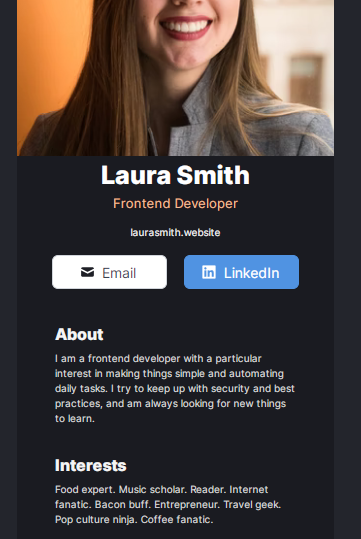 Laura Smith
Frontend Developer
laurasmith.website
Email
LinkedIn
About
I am a frontend developer with a particular
interest in making things simple and automating
daily tasks. I try to keep up with security and best
practices, and am always looking for new things
to learn.
Interests
Food expert. Music scholar. Reader. Internet
fanatic. Bacon buff. Entrepreneur. Travel geek.
Pop culture ninja. Coffee fanatic.